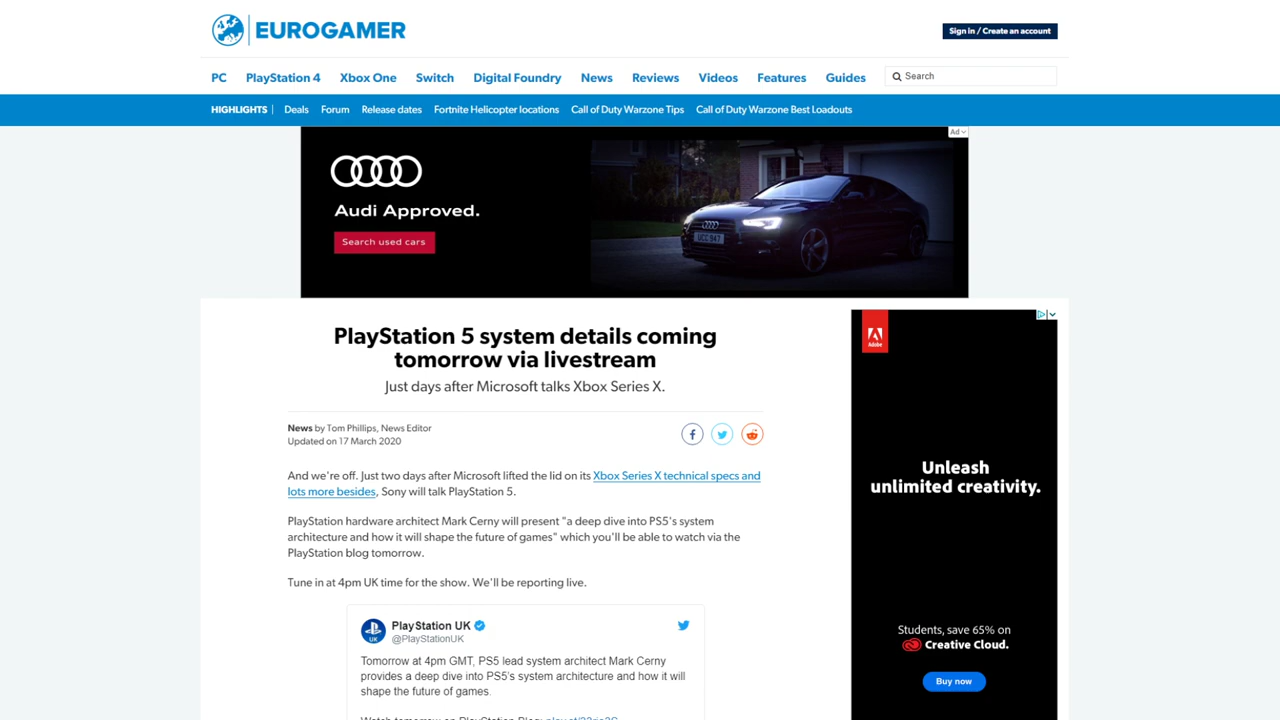 EUROGAMER
Sign in / Create an account
PC PlayStation 4 Xbox One Switch Digital Foundry News Reviews Videos Features Guides Search
HIGHLIGHTS | Deals Forum Release dates Fortnite Helicopter locations Call of Duty Warzone Tips Call of Duty Warzone Best Loadouts
Ad
Audi Approved.
Search used cars
PlayStation 5 system details coming
tomorrow via livestream
Just days after Microsoft talks Xbox Series X.
News by Tom Phillips, News Editor
Updated on 17 March 2020
And we're off. Just two days after Microsoft lifted the lid on its Xbox Series X technical specs and
lots more besides, Sony will talk PlayStation 5.
PlayStation hardware architect Mark Cerny will present "a deep dive into PS5's system
architecture and how it will shape the future of games" which you'll be able to watch via the
PlayStation blog tomorrow.
Tune in at 4pm UK time for the show. We'll be reporting live.
PlayStation UK
@PlayStationUK
UK
Tomorrow at 4pm GMT, PS5 lead system architect Mark Cerny
provides a deep dive into PS5's system architecture and how it will
shape the future of games.
Adobe
Unleash
unlimited creativity.
Students, save 65% on
Creative Cloud.
Buy now